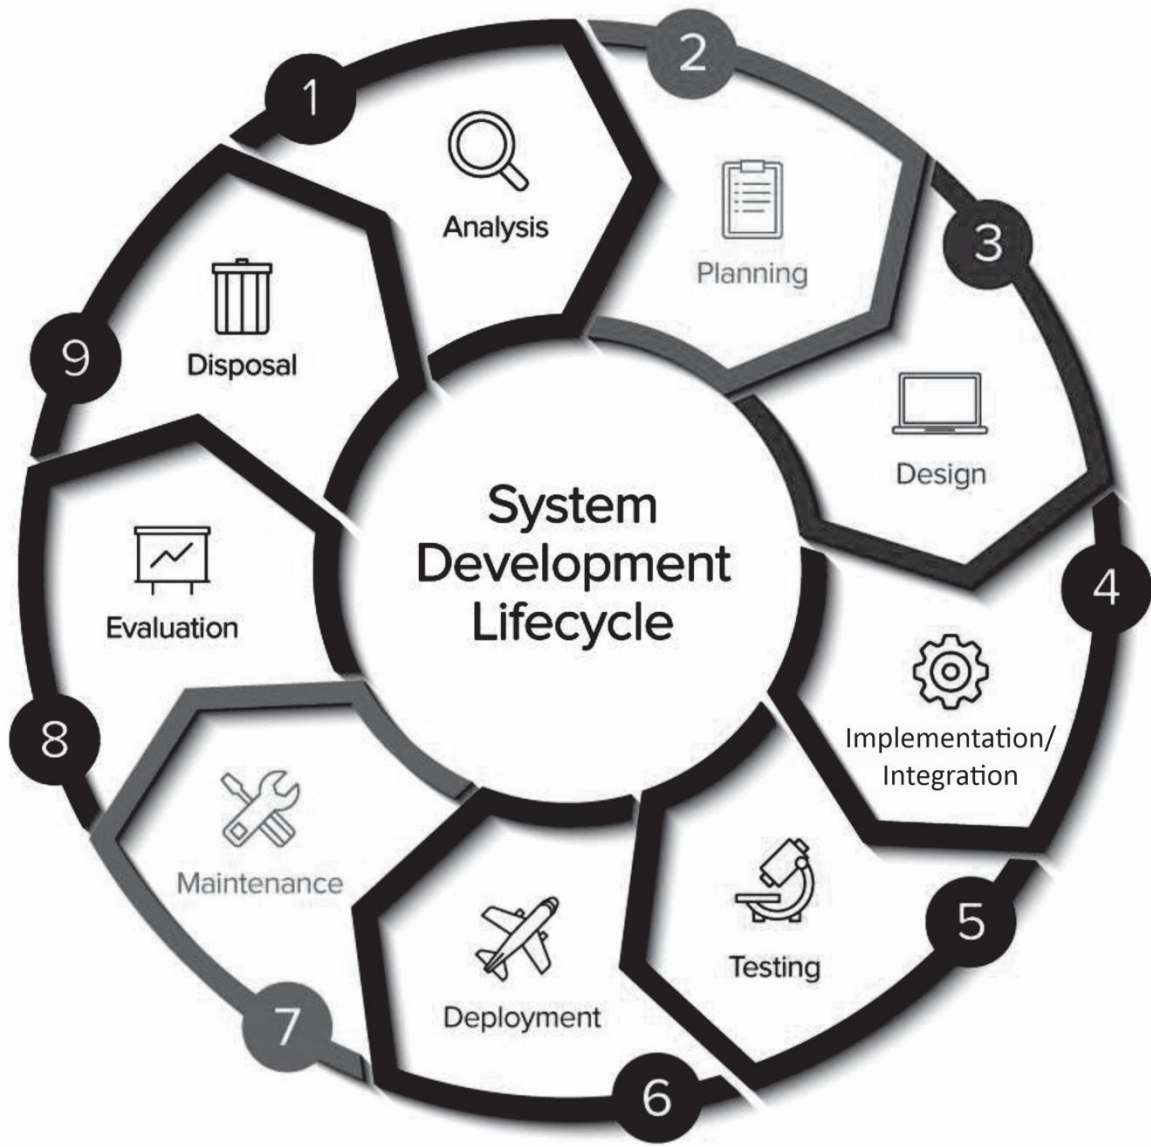 System
Development
Lifecycle
1
Analysis
2
Planning
3
Design
4
Implementation/
Integration
5
Testing
6
Deployment
7
Maintenance
8
Evaluation
9
Disposal